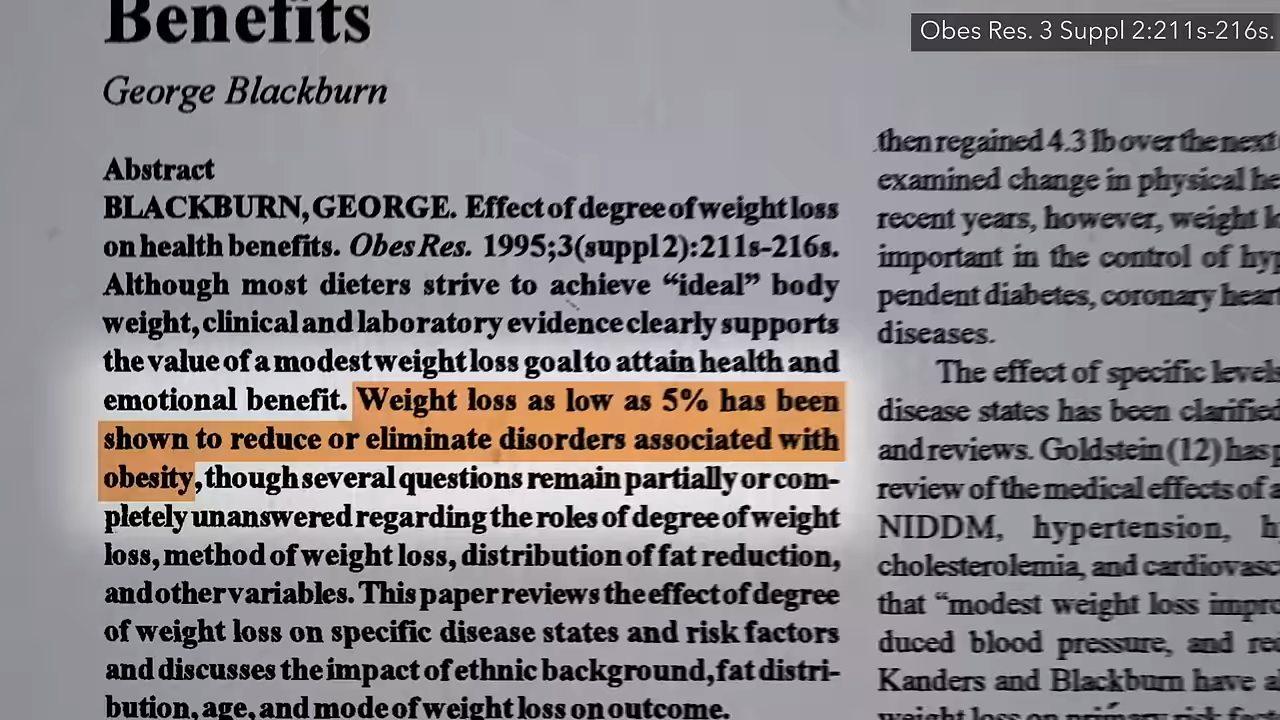 Obes Res. 3 Suppl 2:211s-216s.
Benefits
George Blackburn
Abstract
BLACKBURN, GEORGE. Effect of degree of weight loss
on health benefits. Obes Res. 1995;3(suppl 2):211s-216s.
Although most dieters strive to achieve “ideal” body
weight, clinical and laboratory evidence clearly supports
the value of a modest weight loss goal to attain health and
emotional benefit. Weight loss as low as 5% has been
shown to reduce or eliminate disorders associated with
obesity, though several questions remain partially or com-
pletely unanswered regarding the roles of degree of weight
loss, method of weight loss, distribution of fat reduction,
and other variables. This paper reviews the effect of degree
of weight loss on specific disease states and risk factors
and discusses the impact of ethnic background, fat distri-
bution, age, and mode of weight loss on outcome.
then regained 4.3 lb over the next
examined change in physical he
recent years, however, weight l
important in the control of hyp
pendent diabetes, coronary hear
diseases.
The effect of specific levels
disease states has been clarified
and reviews. Goldstein (12) has
review of the medical effects of a
NIDDM, hypertension, h
cholesterolemia, and cardiovasc
that “modest weight loss impr
duced blood pressure, and re
Kanders and Blackburn have a
weight loss on primary risk fact